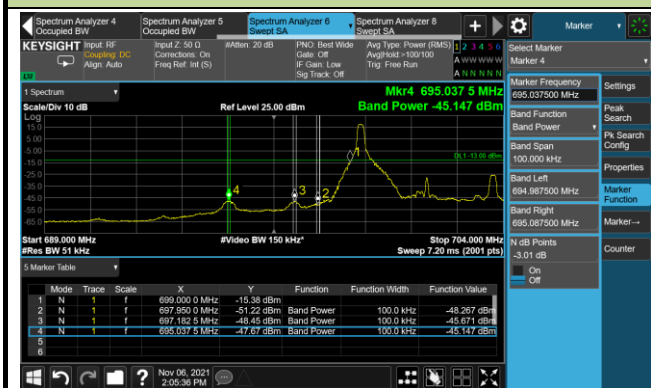 Spectrum Analyzer 4 Spectrum Analyzer 5 Spectrum Analyzer 6 Spectrum Analyzer 8 Marker
Occupied BW Occupied BW Swept SA Swept SA
KEYSIGHT Input: RF Input Z: 50 Ω #Atten: 20 dB PNO: Best Wide Avg Type: Power (RMS) 1 2 3 4 5 6 Select Marker
Coupling: DC Corrections: On Gate: Off Avg|Hold:>100/100 A W W W W W Marker 4
Align: Auto Freq Ref: Int (S) IF Gain: Low Trig: Free Run
Sig Track: Off A N N N N N
LW
Mkr4 695.037 5 MHz Marker Frequency Settings
1 Spectrum 695.037500 MHz
Scale/Div 10 dB Ref Level 25.00 dBm Band Power -45.147 dBm Peak Search
Log Band Function
15.0 Band Power Pk Search Config
5.00
-5.00 1 Band Span
-15.0 DL1 -13.00 dBm 100.000 kHz Properties
-25.0
-35.0 4 3 2 Band Left Marker Function
-45.0 694.987500 MHz
-55.0
-65.0 Band Right Marker→
695.087500 MHz
Start 689.000 MHz #Video BW 150 kHz* Stop 704.000 MHz N dB Points Counter
#Res BW 51 kHz Sweep 7.20 ms (2001 pts) -3.01 dB
5 Marker Table On
Off
Mode Trace Scale X Y Function Function Width Function Value
1 N 1 f 699.000 0 MHz -15.38 dBm
2 N 1 f 697.950 0 MHz -51.22 dBm Band Power 100.0 kHz -48.267 dBm
3 N 1 f 697.182 5 MHz -48.45 dBm Band Power 100.0 kHz -45.671 dBm
4 N 1 f 695.037 5 MHz -47.67 dBm Band Power 100.0 kHz -45.147 dBm
5
6
Nov 06, 2021
2:05:36 PM